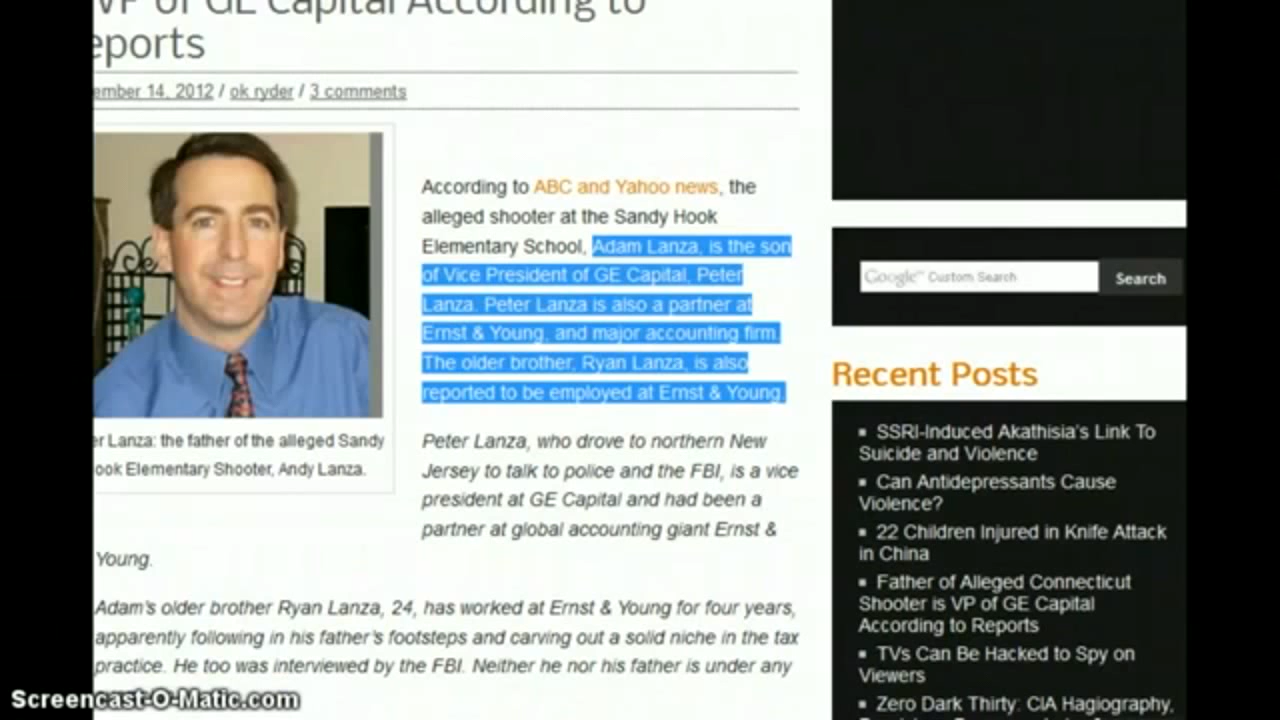 VP of GE Capital According to
eports
ember 14, 2012 / ok ryder / 3 comments
er Lanza: the father of the alleged Sandy
ook Elementary Shooter, Andy Lanza.
According to ABC and Yahoo news, the
alleged shooter at the Sandy Hook
Elementary School, Adam Lanza, is the son
of Vice President of GE Capital, Peter
Lanza. Peter Lanza is also a partner at
Ernst & Young, and major accounting firm.
The older brother, Ryan Lanza, is also
reported to be employed at Ernst & Young.
Peter Lanza, who drove to northern New
Jersey to talk to police and the FBI, is a vice
president at GE Capital and had been a
partner at global accounting giant Ernst &
Young.
Adam's older brother Ryan Lanza, 24, has worked at Ernst & Young for four years,
apparently following in his father's footsteps and carving out a solid niche in the tax
practice. He too was interviewed by the FBI. Neither he nor his father is under any
Google™ Custom Search
Search
Recent Posts
SSRI-Induced Akathisia's Link To
Suicide and Violence
Can Antidepressants Cause
Violence?
22 Children Injured in Knife Attack
in China
Father of Alleged Connecticut
Shooter is VP of GE Capital
According to Reports
TVs Can Be Hacked to Spy on
Viewers
Zero Dark Thirty: CIA Hagiography,
Screencast-O-Matic.com